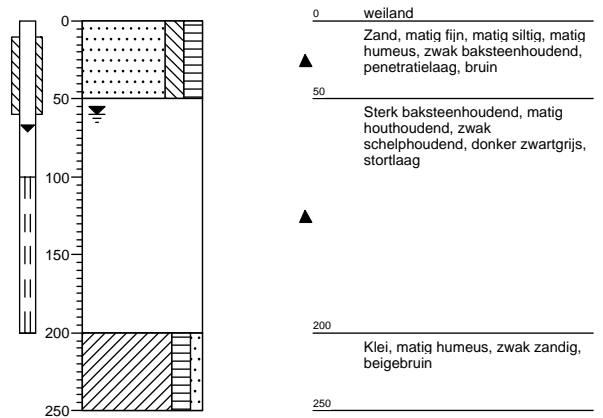 0
50
100
150
200
250
0
weiland
Zand, matig fijn, matig siltig, matig
humeus, zwak baksteenhoudend,
penetratielaag, bruin
50
Sterk baksteenhoudend, matig
houthoudend, zwak
schelphoudend, donker zwartgrijs,
stortlaag
200
Klei, matig humeus, zwak zandig,
beigebruin
250